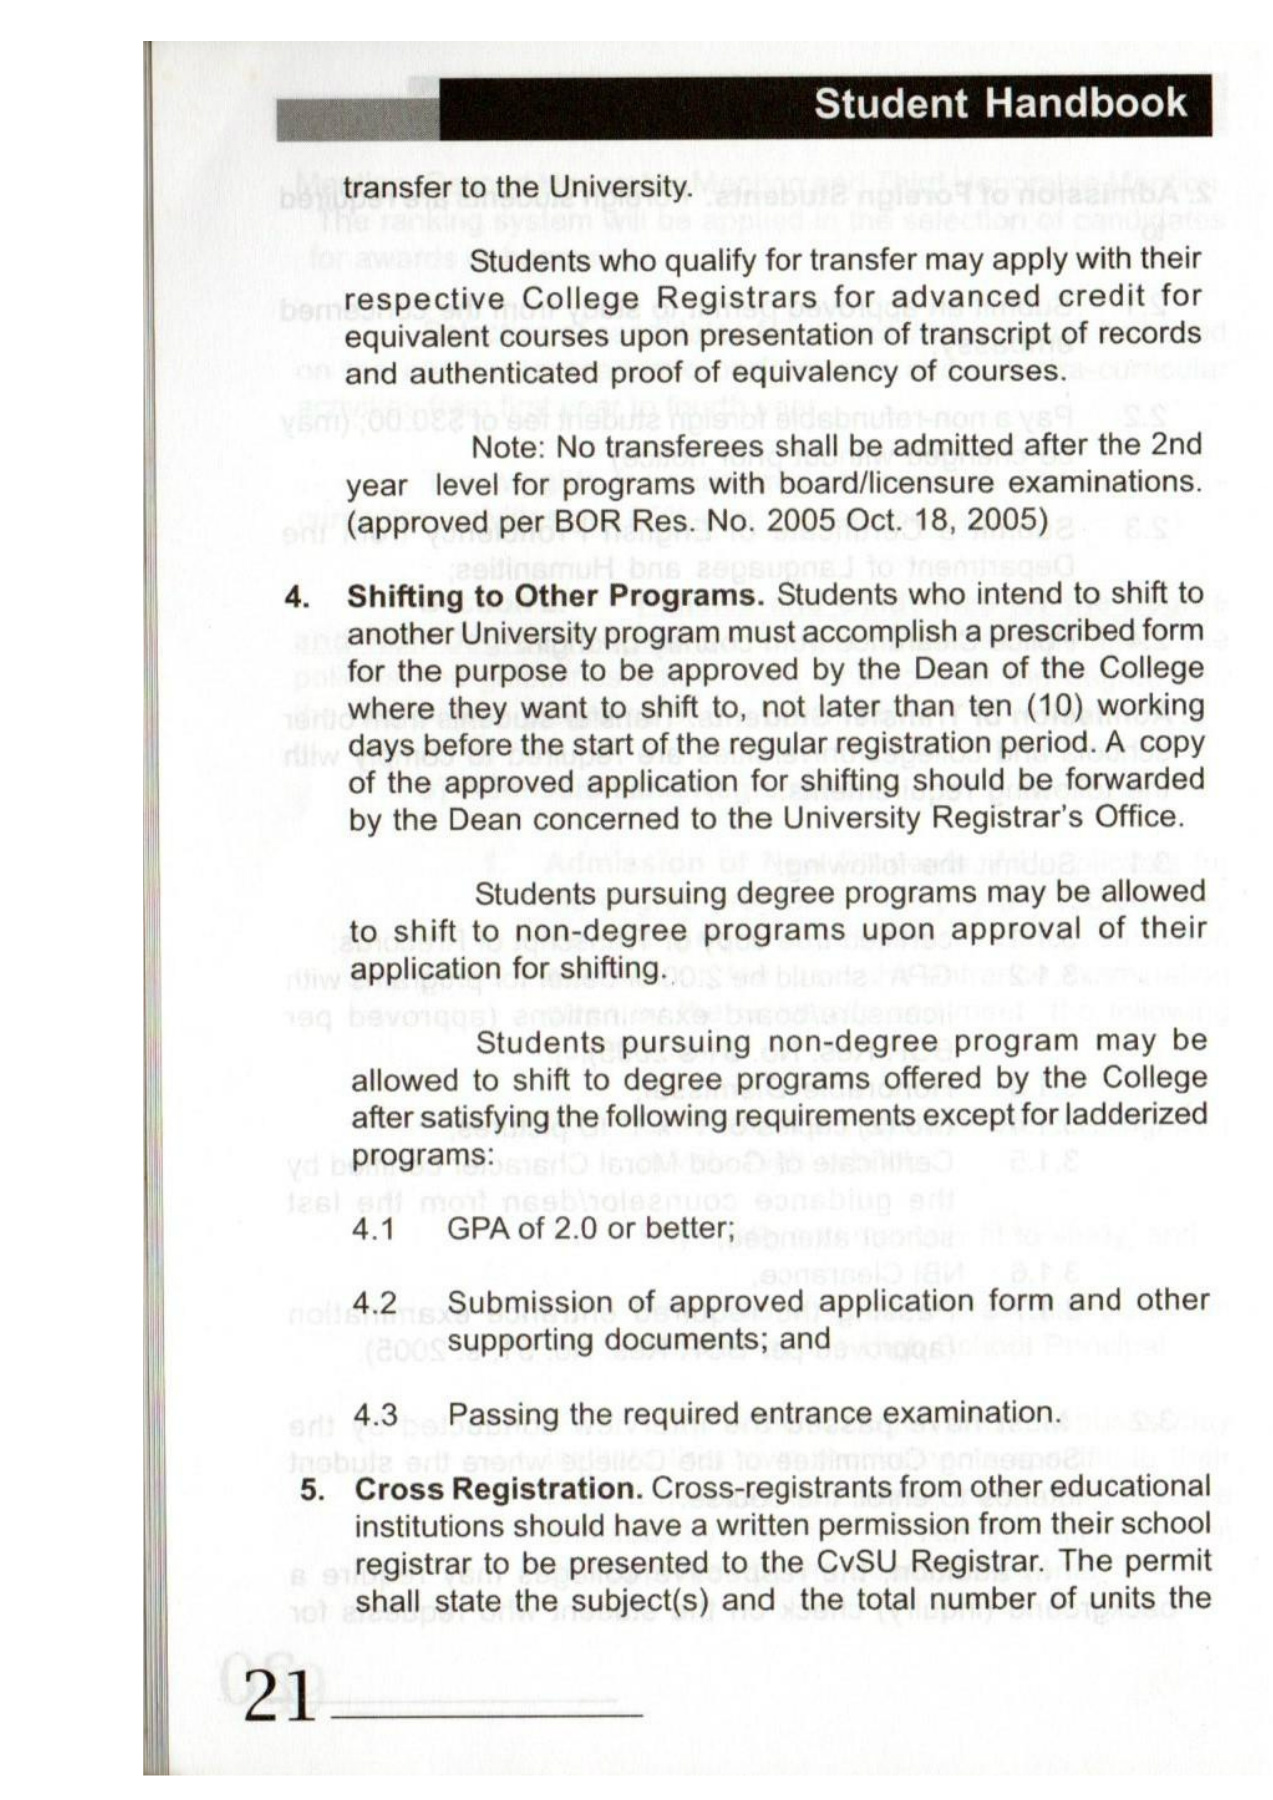 Student Handbook
transfer to the University.
Students who qualify for transfer may apply with their
respective College Registrars for advanced credit for
equivalent courses upon presentation of transcript of records
and authenticated proof of equivalency of courses.
Note: No transferees shall be admitted after the 2nd
year level for programs with board/licensure examinations.
(approved per BOR Res. No. 2005 Oct. 18, 2005)
4. Shifting to Other Programs. Students who intend to shift to
another University program must accomplish a prescribed form
for the purpose to be approved by the Dean of the College
where they want to shift to, not later than ten (10) working
days before the start of the regular registration period. A copy
of the approved application for shifting should be forwarded
by the Dean concerned to the University Registrar's Office.
Students pursuing degree programs may be allowed
to shift to non-degree programs upon approval of their
application for shifting.
Students pursuing non-degree program may be
allowed to shift to degree programs offered by the College
after satisfying the following requirements except for ladderized
programs:
4.1 GPA of 2.0 or better;
4.2 Submission of approved application form and other
supporting documents; and
4.3 Passing the required entrance examination.
5. Cross Registration. Cross-registrants from other educational
institutions should have a written permission from their school
registrar to be presented to the CvSU Registrar. The permit
shall state the subject(s) and the total number of units the
21